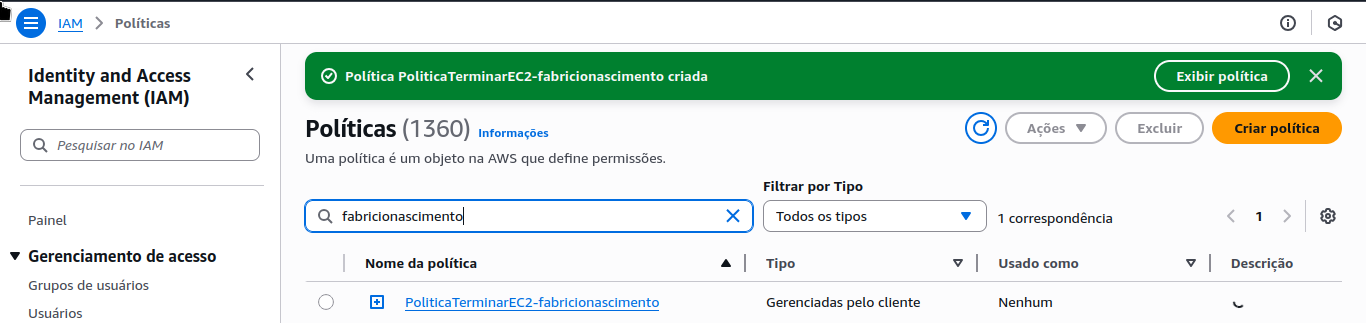 IAM > Políticas
Identity and Access
Management (IAM)
Pesquisar no IAM
Painel
Gerenciamento de acesso
Grupos de usuários
Usuários
Política PoliticaTerminarEC2-fabricionascimento criada
Exibir política
Políticas (1360) Informações
Ações
Excluir
Criar política
Uma política é um objeto na AWS que define permissões.
Filtrar por Tipo
fabricionascimento
Todos os tipos
1 correspondência
1
Nome da política Tipo Usado como Descrição
PoliticaTerminarEC2-fabricionascimento Gerenciadas pelo cliente Nenhum